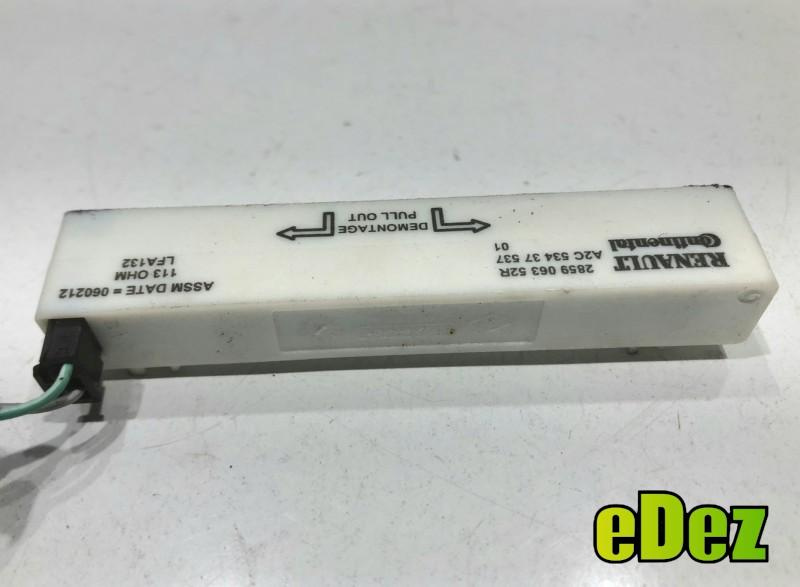 RENAULT
Continental
2859 063 52R
A2C 534 37 537
01
DEMONTAGE
PULL OUT
ASSM DATE = 060212
113 OHM
LFA132
eDez